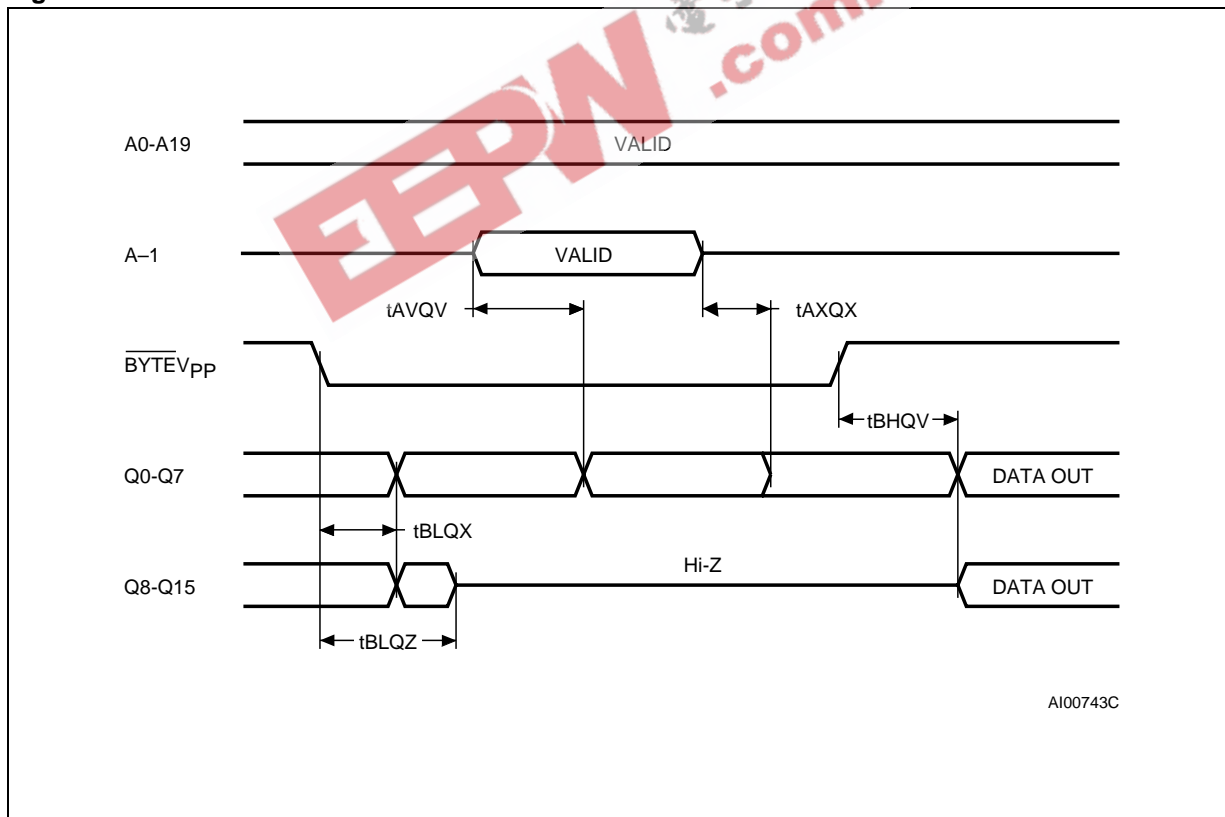 EEPW
.com
A0-A19
VALID
A–1
VALID
tAVQV
tAXQX
BYTEVPP
tBHQV
Q0-Q7
DATA OUT
tBLQX
Hi-Z
Q8-Q15
DATA OUT
tBLQZ
AI00743C